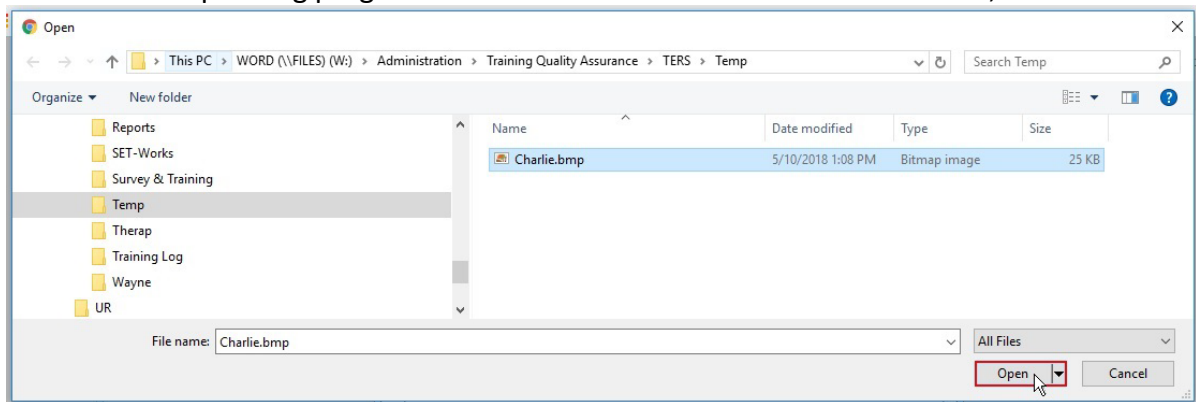 Open
This PC > WORD (\\FILES) (W:) > Administration > Training Quality Assurance > TERS > Temp
Search Temp
Organize New folder
Reports
SET-Works
Survey & Training
Temp
Therap
Training Log
Wayne
UR
Name Date modified Type Size
Charlie.bmp 5/10/2018 1:08 PM Bitmap image 25 KB
File name: Charlie.bmp All Files
Open Cancel